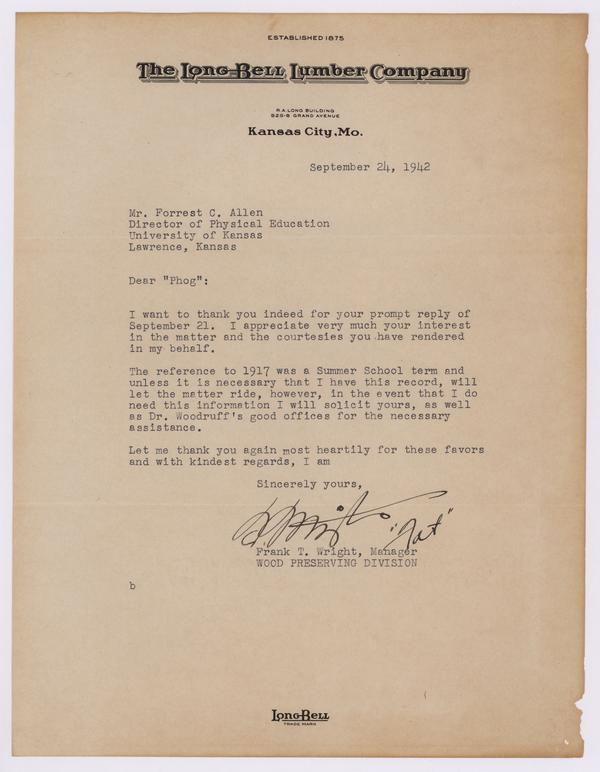 ESTABLISHED 1875
The Long-Bell Lumber Company
R.A. LONG BUILDING
928-8 GRAND AVENUE
Kansas City, Mo.
September 24, 1942
Mr. Forrest C. Allen
Director of Physical Education
University of Kansas
Lawrence, Kansas
Dear "Phog":
I want to thank you indeed for your prompt reply of
September 21. I appreciate very much your interest
in the matter and the courtesies you have rendered
in my behalf.
The reference to 1917 was a Summer School term and
unless it is necessary that I have this record, will
let the matter ride, however, in the event that I do
need this information I will solicit yours, as well
as Dr. Woodruff's good offices for the necessary
assistance.
Let me thank you again most heartily for these favors
and with kindest regards, I am
Sincerely yours,
Frank T. Wright, Manager
WOOD PRESERVING DIVISION
b
Long-Bell
TRADE MARK